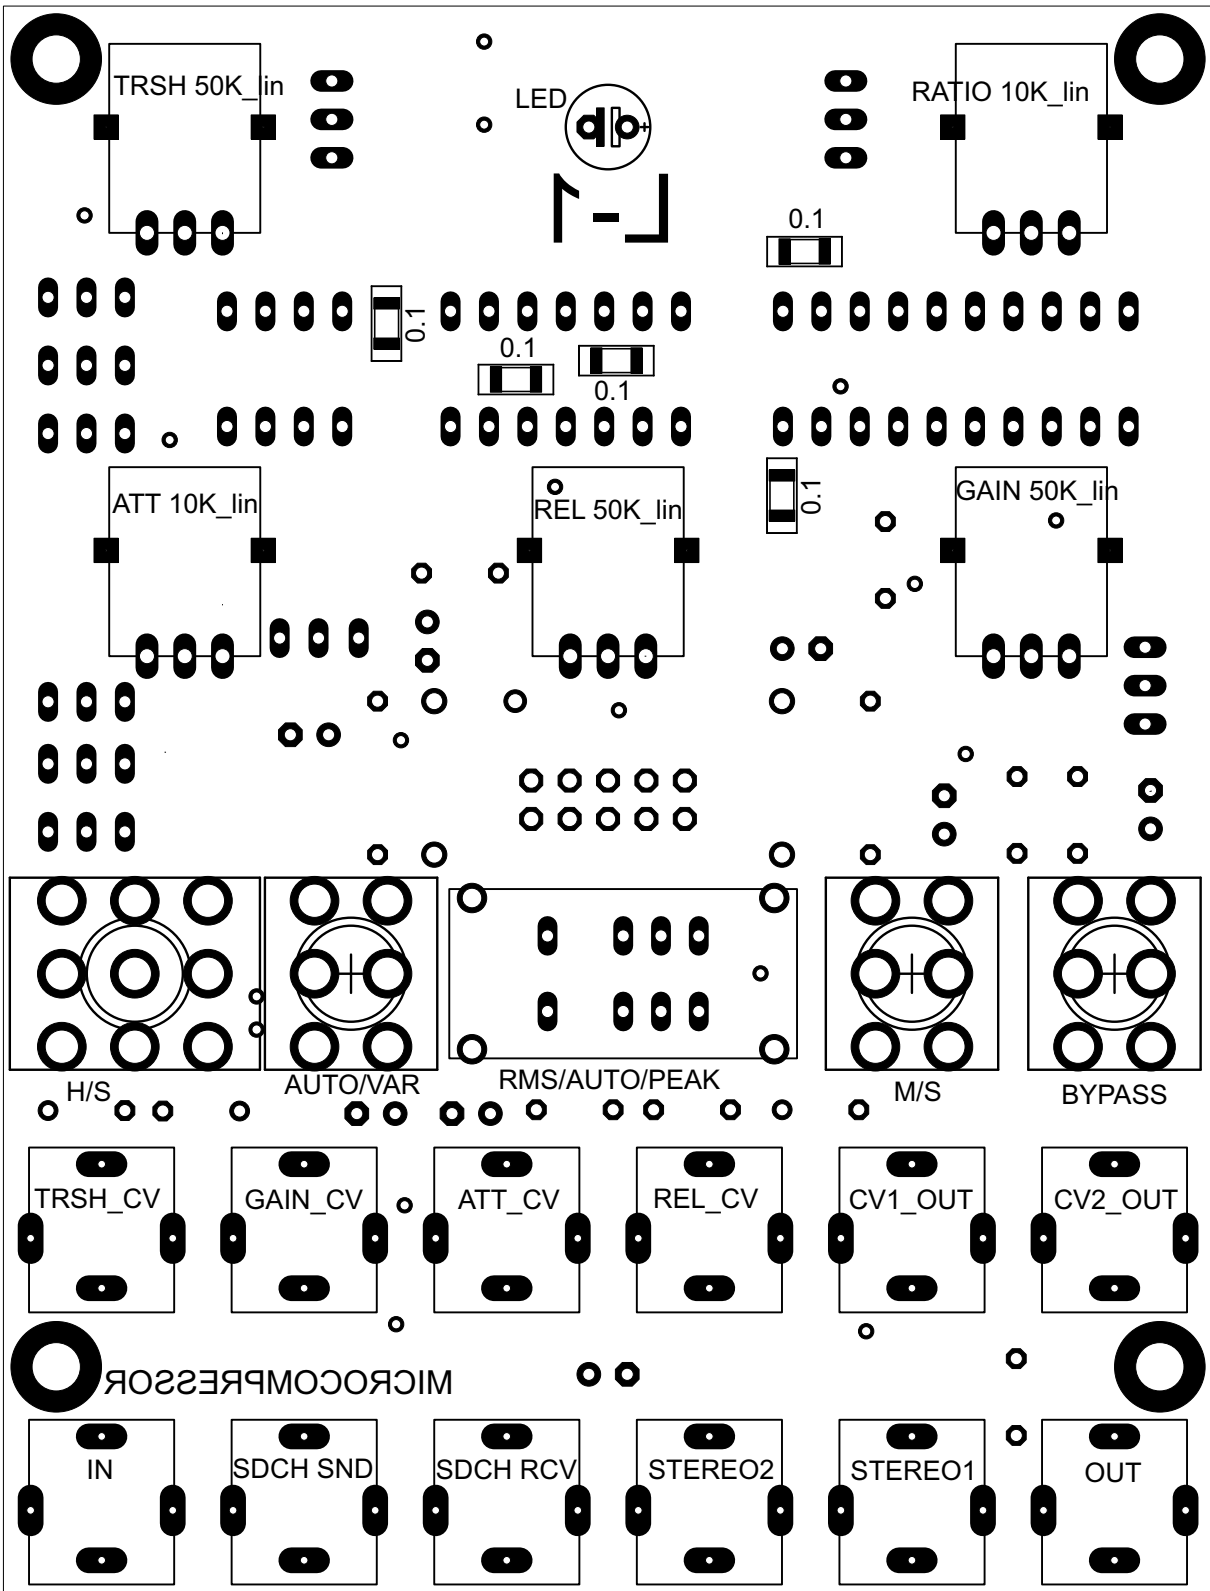 TRSH 50K_lin
LED
+
RATIO 10K_lin
L-1
0.1
0.1
0.1
0.1
0.1
ATT 10K_lin
REL 50K_lin
GAIN 50K_lin
H/S
AUTO/VAR
RMS/AUTO/PEAK
M/S
BYPASS
TRSH_CV
GAIN_CV
ATT_CV
REL_CV
CV1_OUT
CV2_OUT
MICROCOMPRESSOR
IN
SDCH SND
SDCH RCV
STEREO2
STEREO1
OUT